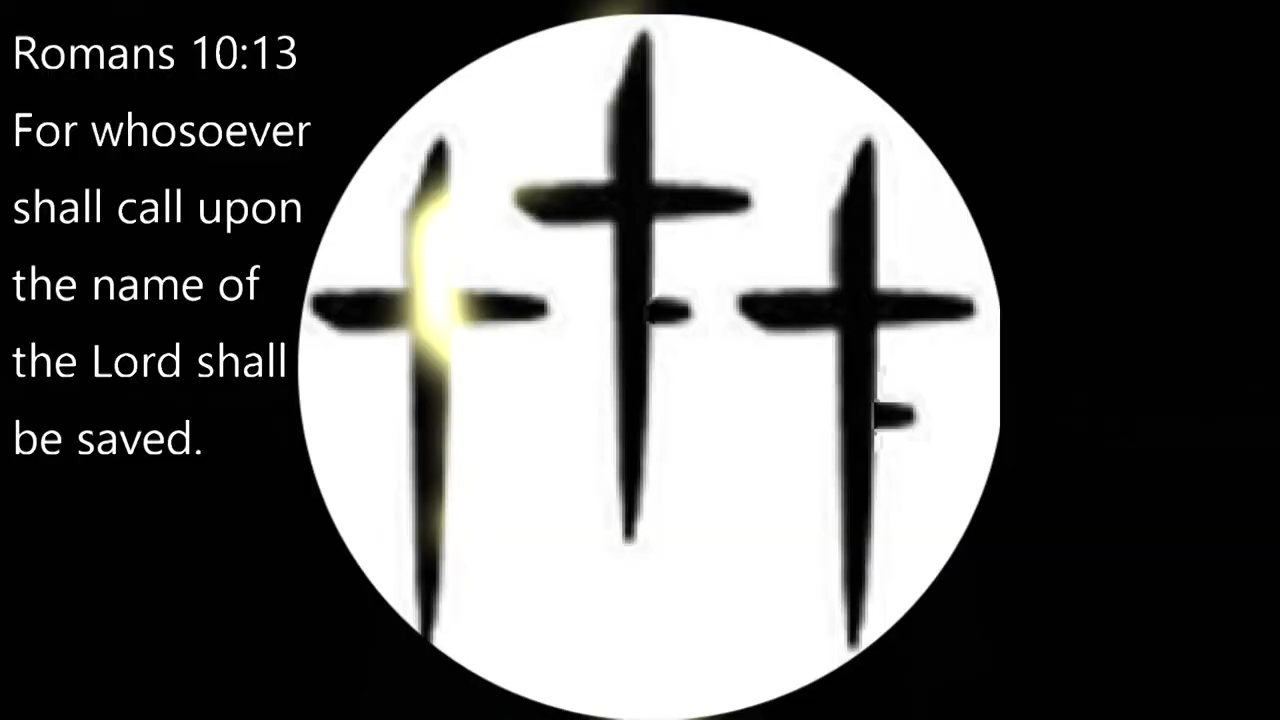 Romans 10:13
For whosoever
shall call upon
the name of
the Lord shall
be saved.